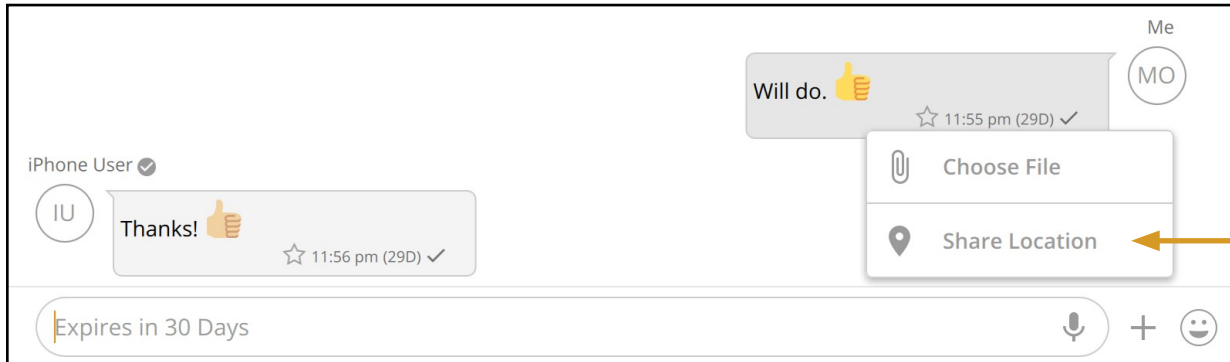 Me
MO
Will do. 👍
11:55 pm (29D)
iPhone User
IU
Thanks! 👍🏼
11:56 pm (29D)
Choose File
Share Location
Expires in 30 Days